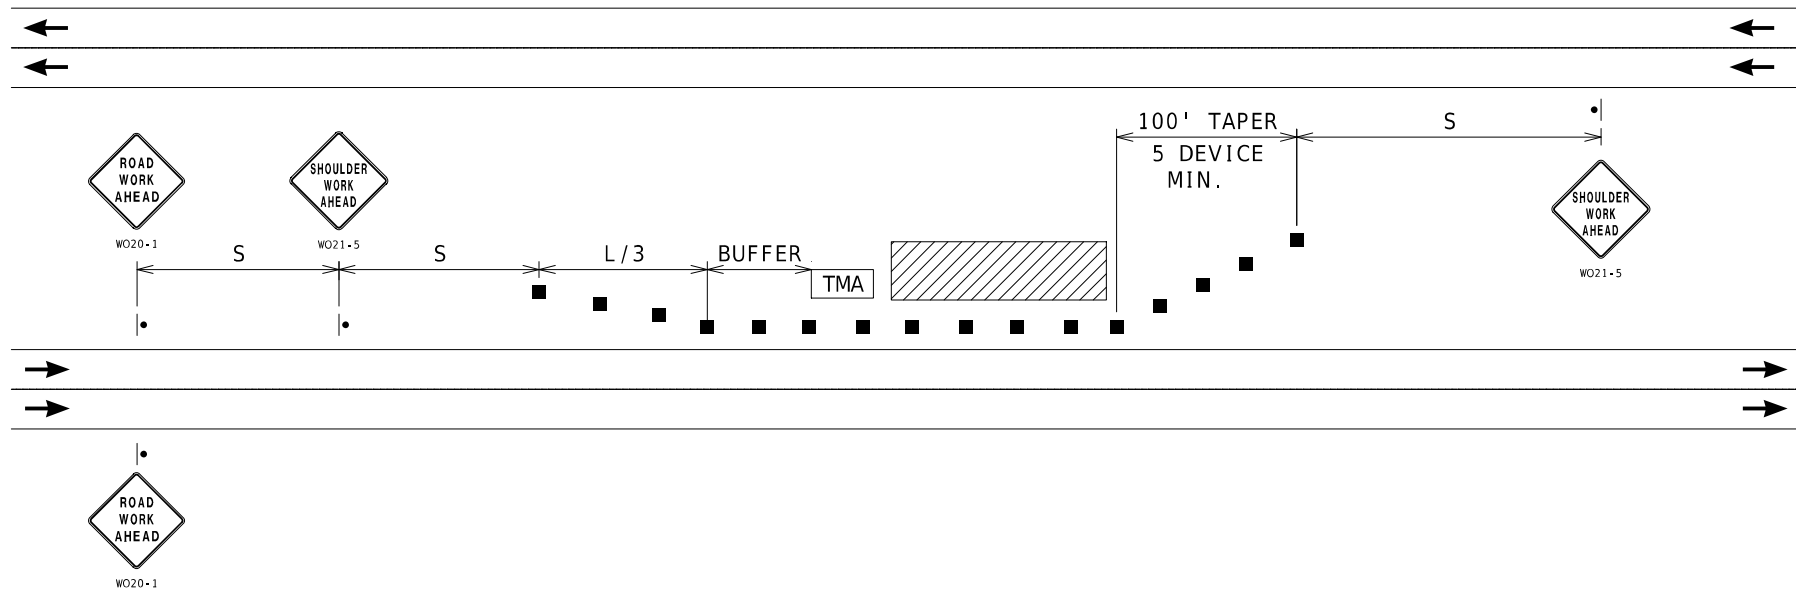 100' TAPER
S
5 DEVICE
MIN.
ROAD
WORK
AHEAD
WO20-1
SHOULDER
WORK
AHEAD
WO21-5
SHOULDER
WORK
AHEAD
WO21-5
S
S
L/3
BUFFER
TMA
ROAD
WORK
AHEAD
WO20-1